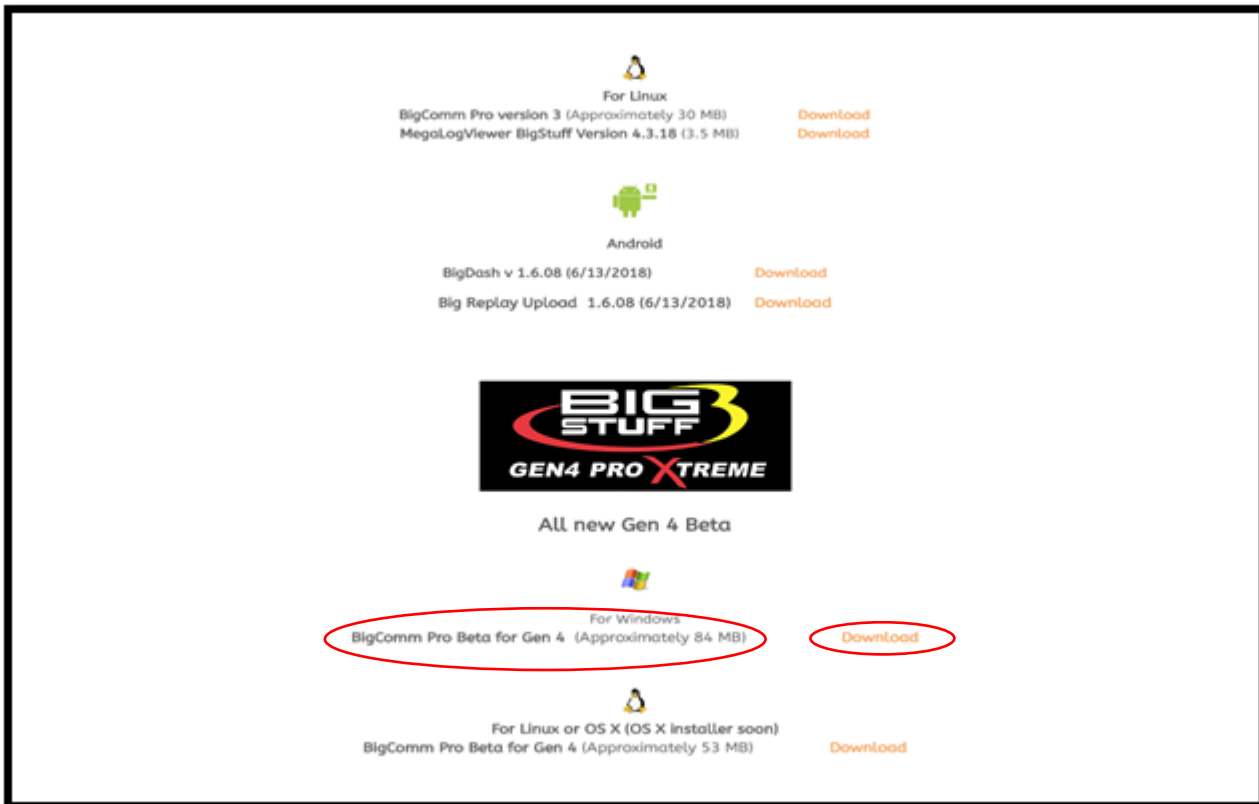 For Linux
BigComm Pro version 3 (Approximately 30 MB) Download
MegaLogViewer BigStuff Version 4.3.18 (3.5 MB) Download
Android
BigDash v 1.6.08 (6/13/2018) Download
Big Replay Upload 1.6.08 (6/13/2018) Download
BIG
STUFF 3
GEN4 PRO XTREME
All new Gen 4 Beta
For Windows
BigComm Pro Beta for Gen 4 (Approximately 84 MB) Download
For Linux or OS X (OS X installer soon)
BigComm Pro Beta for Gen 4 (Approximately 53 MB) Download